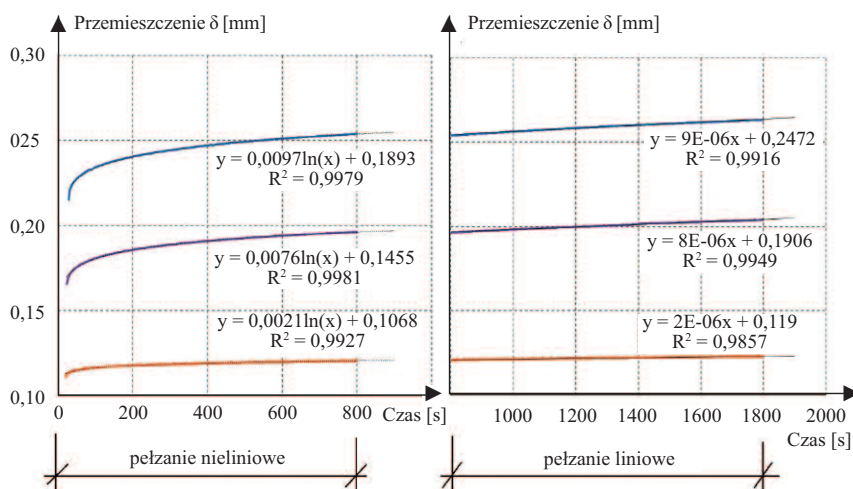 Przemieszczenie δ [mm]
0,30
0,25
0,20
0,15
0,10
y = 0,0097ln(x) + 0,1893
R² = 0,9979
y = 0,0076ln(x) + 0,1455
R² = 0,9981
y = 0,0021ln(x) + 0,1068
R² = 0,9927
0 200 400 600 800 Czas [s]
pełzanie nieliniowe
Przemieszczenie δ [mm]
y = 9E-06x + 0,2472
R² = 0,9916
y = 8E-06x + 0,1906
R² = 0,9949
y = 2E-06x + 0,119
R² = 0,9857
1000 1200 1400 1600 1800 2000
Czas [s]
pełzanie liniowe